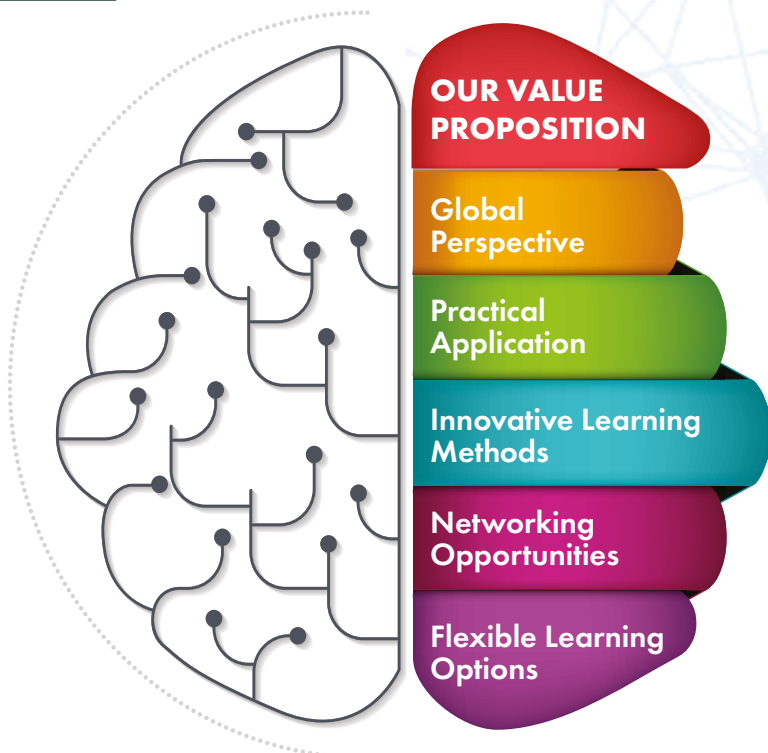 OUR VALUE
PROPOSITION
Global
Perspective
Practical
Application
Innovative Learning
Methods
Networking
Opportunities
Flexible Learning
Options